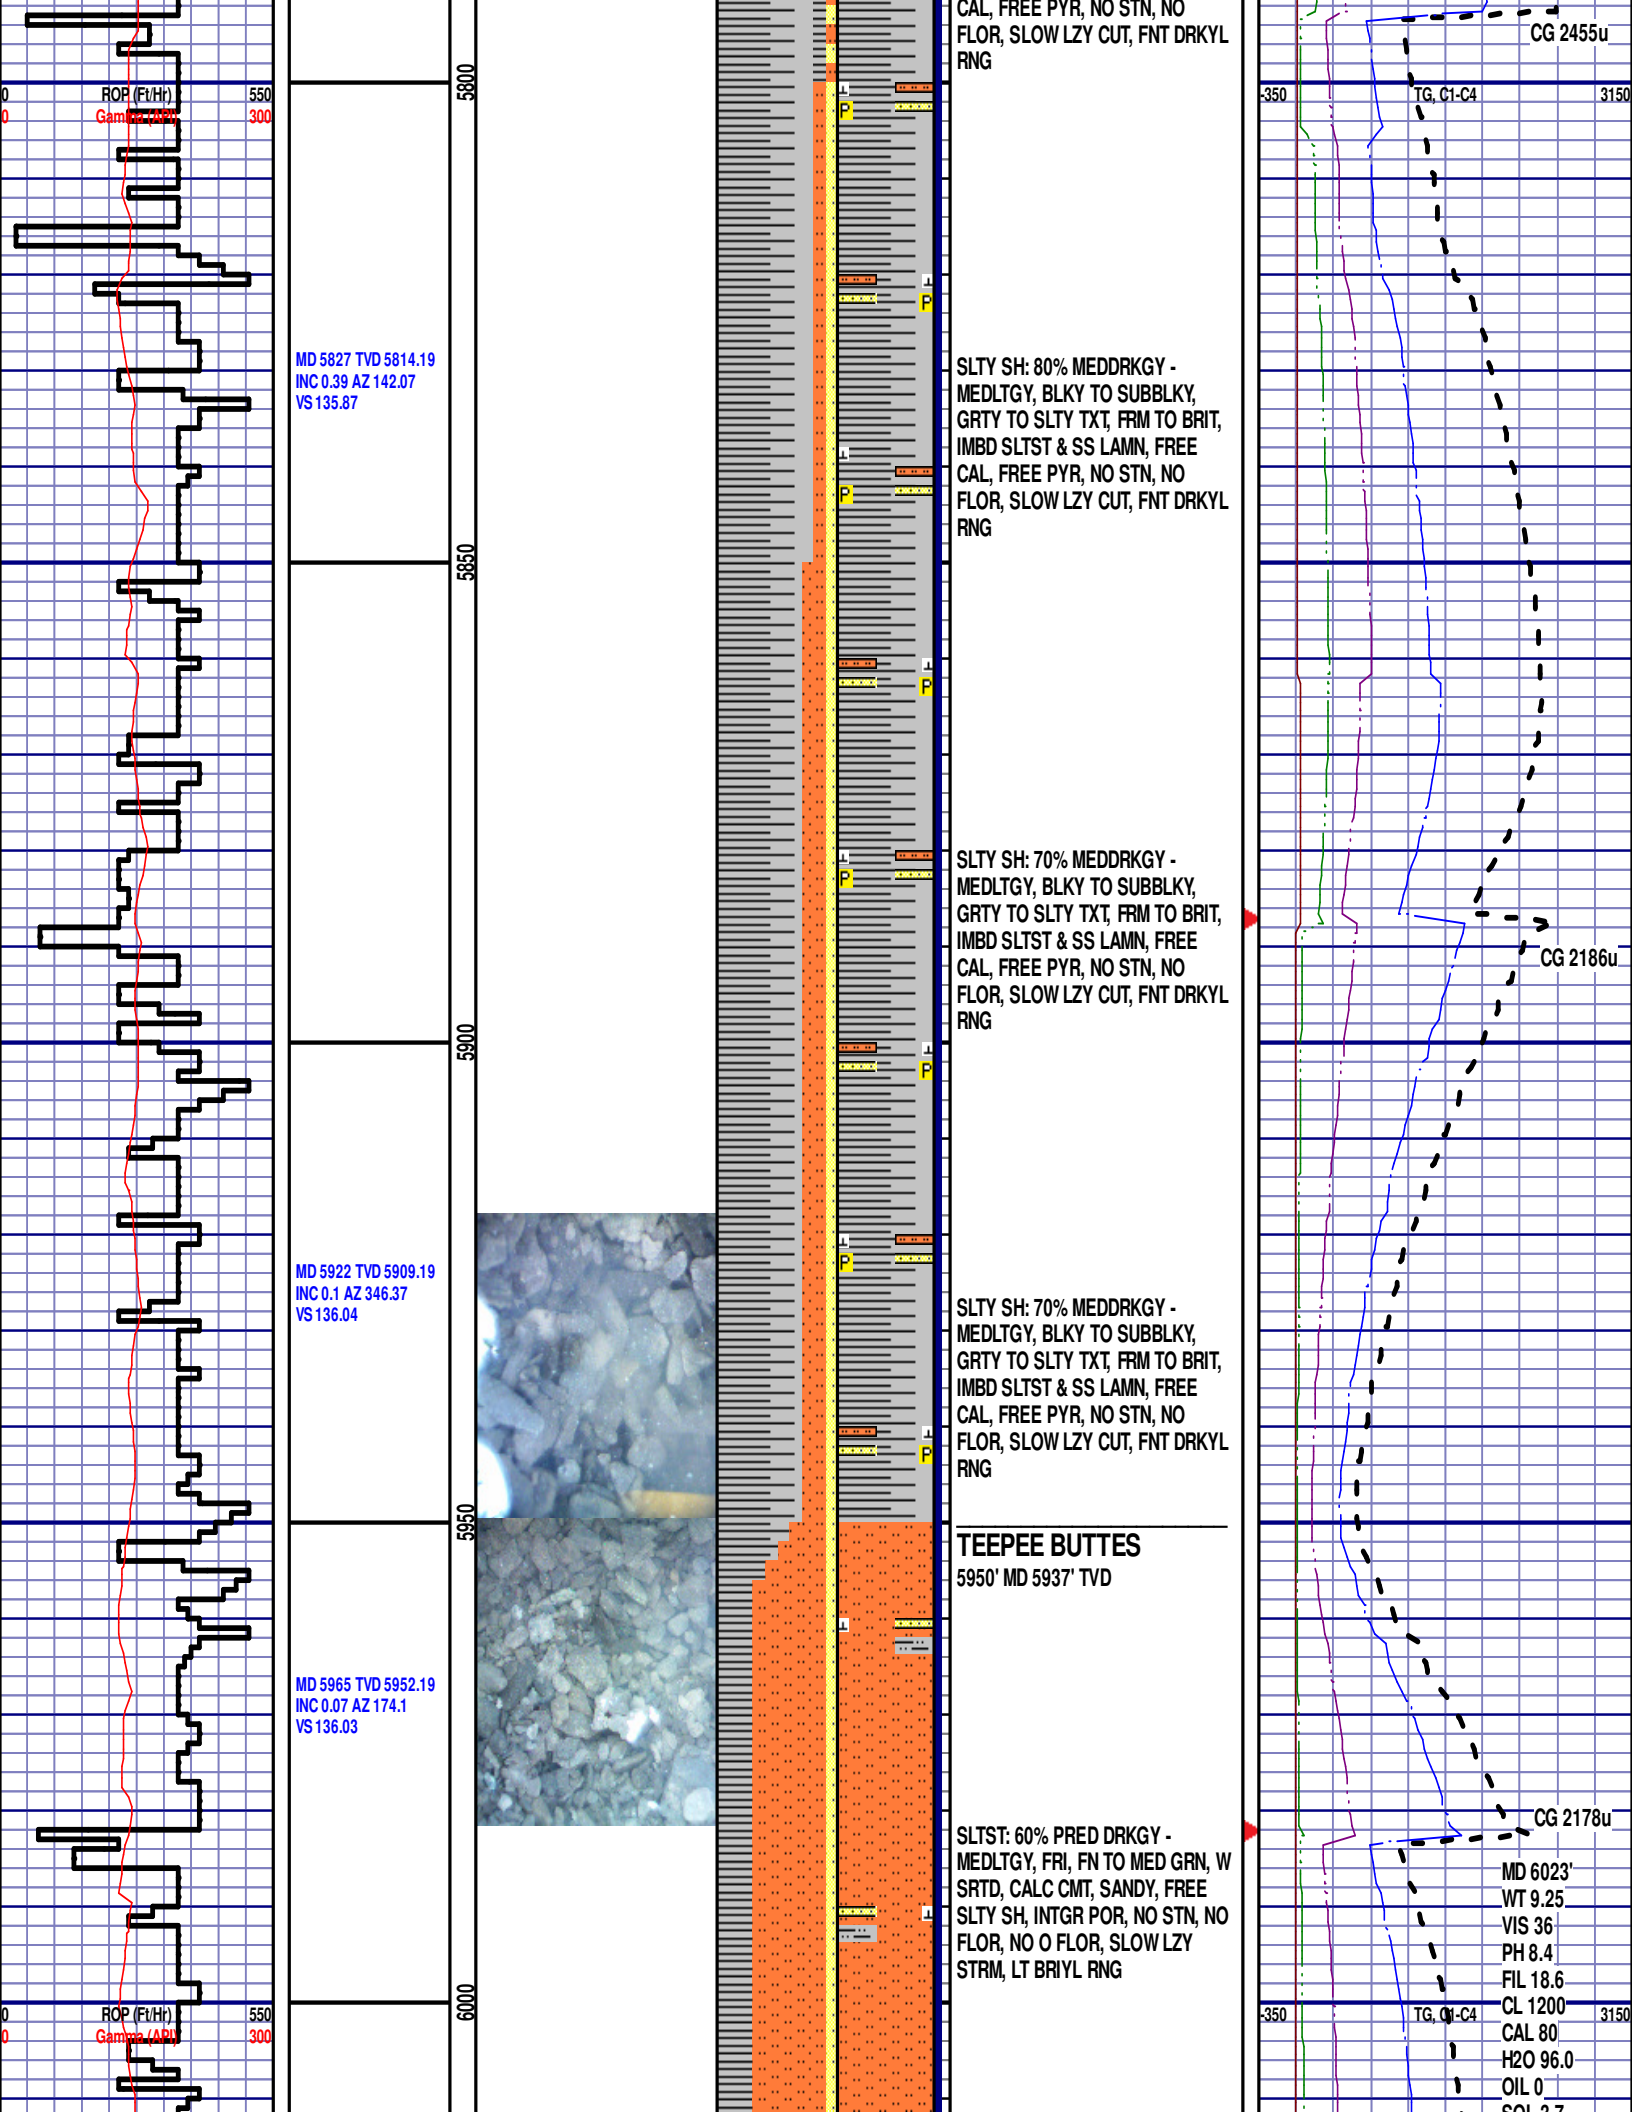 CAL, FREE PYR, NO STN, NO
FLOR, SLOW LZY CUT, FNT DRKYL
RNG
CG 2455u
0 ROP (Ft/Hr) 550
0 Gamma (API) 300
5800
-350 TG, C1-C4 3150
P
P
MD 5827 TVD 5814.19
INC 0.39 AZ 142.07
VS 135.87
SLTY SH: 80% MEDDRKGY -
MEDLTGY, BLKY TO SUBBLKY,
GRTY TO SLTY TXT, FRM TO BRIT,
IMBD SLTST & SS LAMN, FREE
CAL, FREE PYR, NO STN, NO
FLOR, SLOW LZY CUT, FNT DRKYL
RNG
P
5850
P
SLTY SH: 70% MEDDRKGY -
MEDLTGY, BLKY TO SUBBLKY,
GRTY TO SLTY TXT, FRM TO BRIT,
IMBD SLTST & SS LAMN, FREE
CAL, FREE PYR, NO STN, NO
FLOR, SLOW LZY CUT, FNT DRKYL
RNG
P
CG 2186u
5900
P
P
MD 5922 TVD 5909.19
INC 0.1 AZ 346.37
VS 136.04
SLTY SH: 70% MEDDRKGY -
MEDLTGY, BLKY TO SUBBLKY,
GRTY TO SLTY TXT, FRM TO BRIT,
IMBD SLTST & SS LAMN, FREE
CAL, FREE PYR, NO STN, NO
FLOR, SLOW LZY CUT, FNT DRKYL
RNG
P
5950
TEEPEE BUTTES
5950' MD 5937' TVD
MD 5965 TVD 5952.19
INC 0.07 AZ 174.1
VS 136.03
CG 2178u
SLTST: 60% PRED DRKGY -
MEDLTGY, FRI, FN TO MED GRN, W
SRTD, CALC CMT, SANDY, FREE
SLTY SH, INTGR POR, NO STN, NO
FLOR, NO O FLOR, SLOW LZY
STRM, LT BRIYL RNG
MD 6023'
WT 9.25
VIS 36
PH 8.4
FIL 18.6
CL 1200
CAL 80
H2O 96.0
OIL 0
6000
0 ROP (Ft/Hr) 550
0 Gamma (API) 300
-350 TG, C1-C4 3150